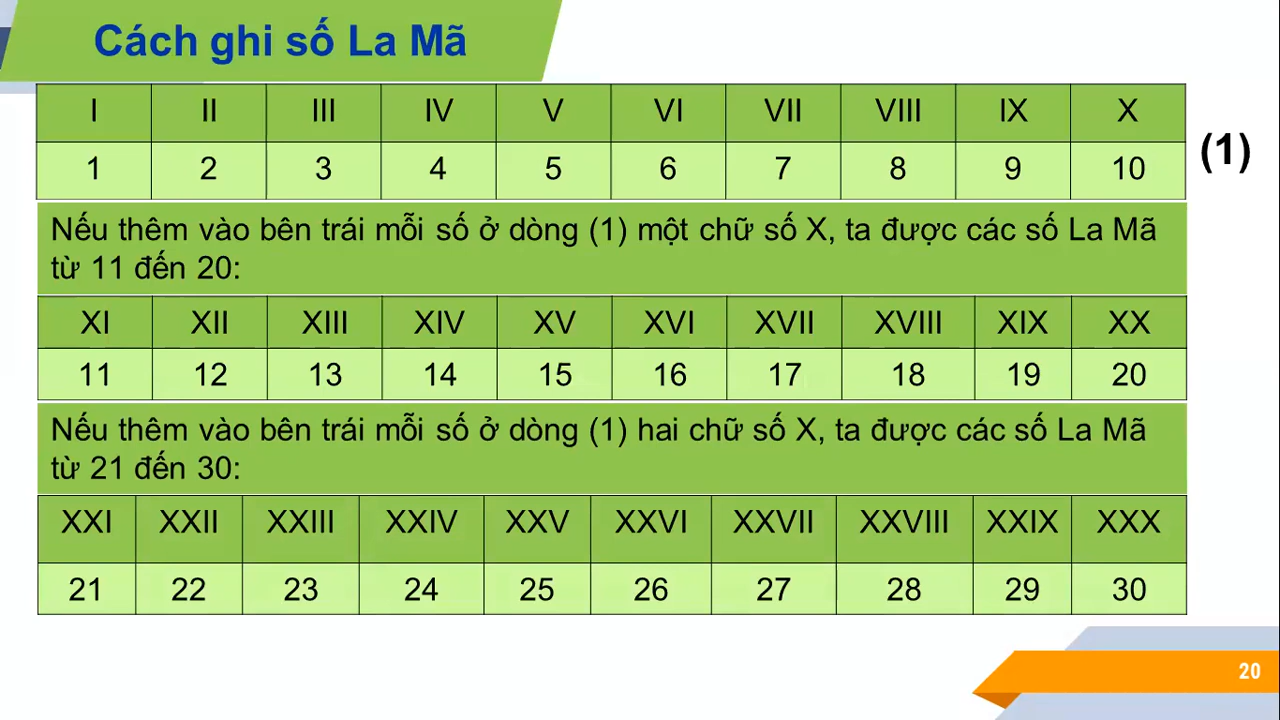 Cách ghi số La Mã
I II III IV V VI VII VIII IX X
(1)
1 2 3 4 5 6 7 8 9 10
Nếu thêm vào bên trái mỗi số ở dòng (1) một chữ số X, ta được các số La Mã
từ 11 đến 20:
XI XII XIII XIV XV XVI XVII XVIII XIX XX
11 12 13 14 15 16 17 18 19 20
Nếu thêm vào bên trái mỗi số ở dòng (1) hai chữ số X, ta được các số La Mã
từ 21 đến 30:
XXI XXII XXIII XXIV XXV XXVI XXVII XXVIII XXIX XXX
21 22 23 24 25 26 27 28 29 30
20